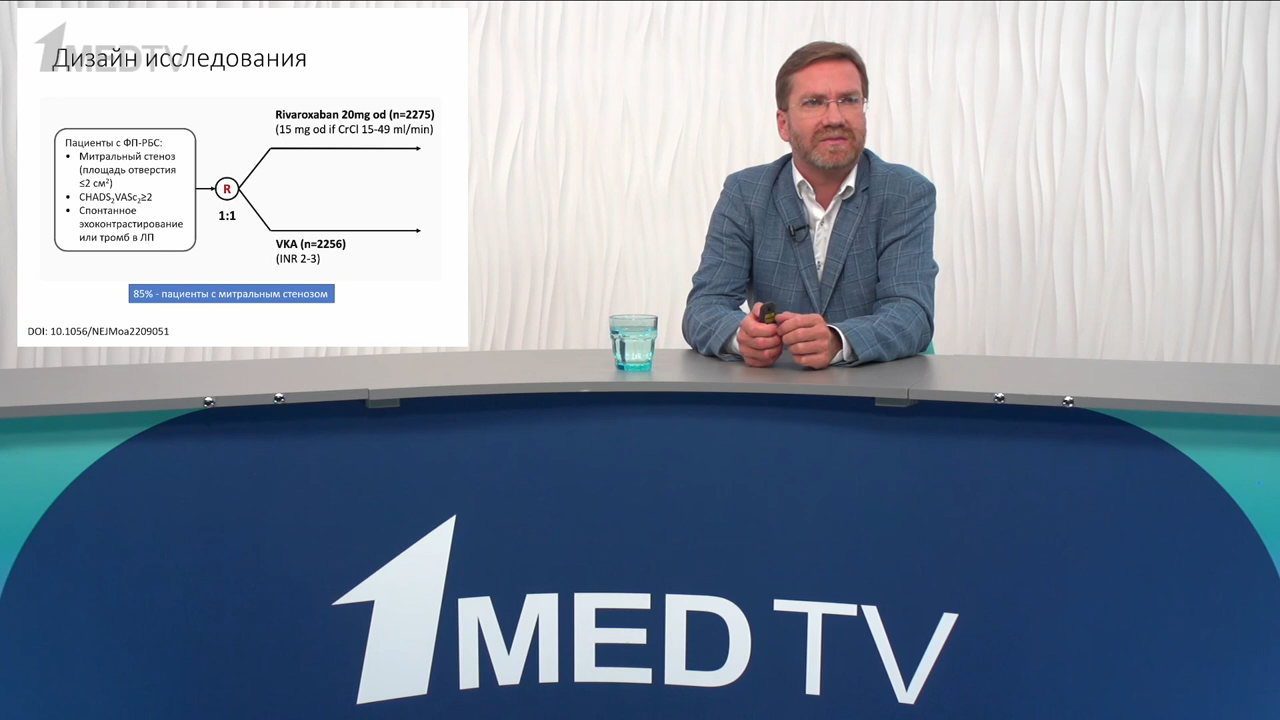 1MEDTV
Дизайн исследования
Rivaroxaban 20mg od (n=2275)
(15 mg od if CrCl 15-49 ml/min)
Пациенты с ФП-РБС:
• Митральный стеноз
(площадь отверстия
≤2 см²)
• CHADS₂VASc₂≥2
• Спонтанное
эхоконтрастирование
или тромб в ЛП
R
1:1
VKA (n=2256)
(INR 2-3)
85% - пациенты с митральным стенозом
DOI: 10.1056/NEJMoa2209051
1MED TV